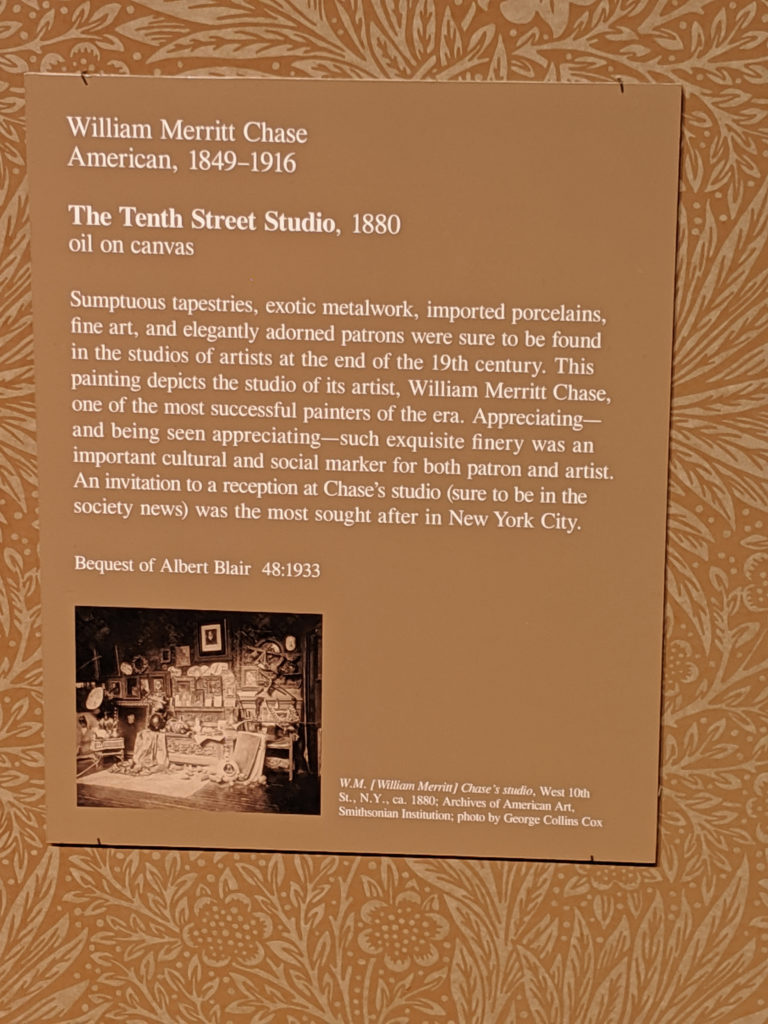 William Merritt Chase
American, 1849–1916
The Tenth Street Studio, 1880
oil on canvas
Sumptuous tapestries, exotic metalwork, imported porcelains,
fine art, and elegantly adorned patrons were sure to be found
in the studios of artists at the end of the 19th century. This
painting depicts the studio of its artist, William Merritt Chase,
one of the most successful painters of the era. Appreciating—
and being seen appreciating—such exquisite finery was an
important cultural and social marker for both patron and artist.
An invitation to a reception at Chase's studio (sure to be in the
society news) was the most sought after in New York City.
Bequest of Albert Blair 48:1933
W.M. [William Merritt] Chase's studio, West 10th
St., N.Y., ca. 1880; Archives of American Art,
Smithsonian Institution; photo by George Collins Cox